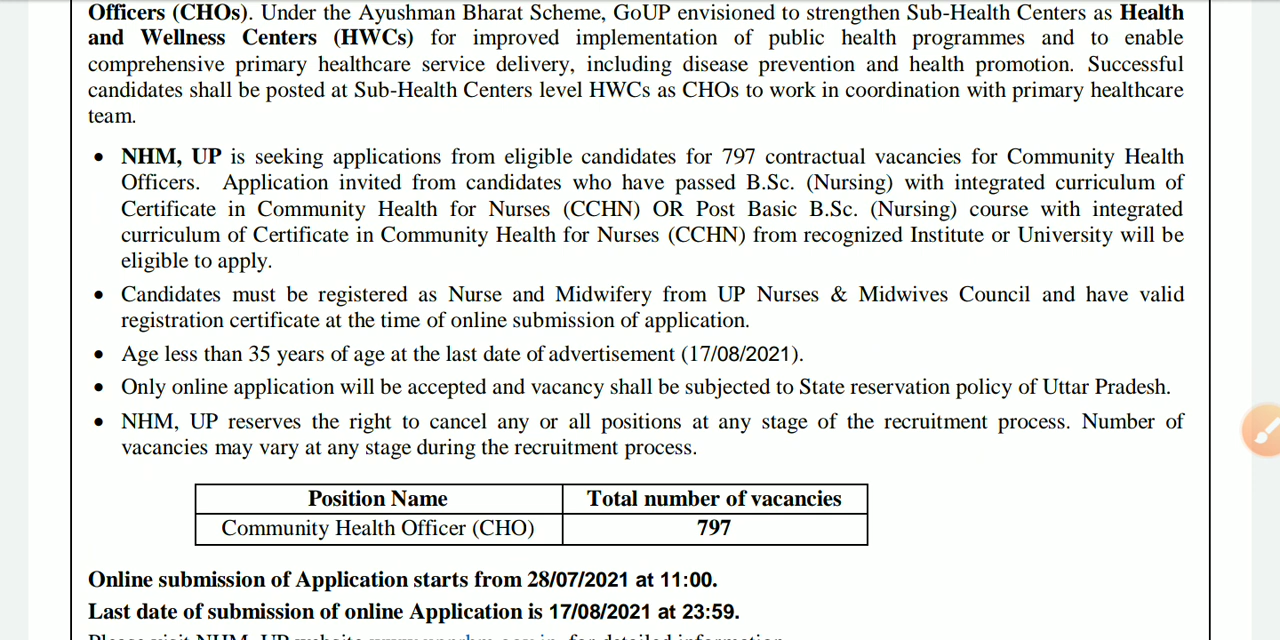 Officers (CHOs). Under the Ayushman Bharat Scheme, GoUP envisioned to strengthen Sub-Health Centers as Health
and Wellness Centers (HWCs) for improved implementation of public health programmes and to enable
comprehensive primary healthcare service delivery, including disease prevention and health promotion. Successful
candidates shall be posted at Sub-Health Centers level HWCs as CHOs to work in coordination with primary healthcare
team.
• NHM, UP is seeking applications from eligible candidates for 797 contractual vacancies for Community Health
Officers. Application invited from candidates who have passed B.Sc. (Nursing) with integrated curriculum of
Certificate in Community Health for Nurses (CCHN) OR Post Basic B.Sc. (Nursing) course with integrated
curriculum of Certificate in Community Health for Nurses (CCHN) from recognized Institute or University will be
eligible to apply.
• Candidates must be registered as Nurse and Midwifery from UP Nurses & Midwives Council and have valid
registration certificate at the time of online submission of application.
• Age less than 35 years of age at the last date of advertisement (17/08/2021).
• Only online application will be accepted and vacancy shall be subjected to State reservation policy of Uttar Pradesh.
• NHM, UP reserves the right to cancel any or all positions at any stage of the recruitment process. Number of
vacancies may vary at any stage during the recruitment process.
Position Name Total number of vacancies
Community Health Officer (CHO) 797
Online submission of Application starts from 28/07/2021 at 11:00.
Last date of submission of online Application is 17/08/2021 at 23:59.